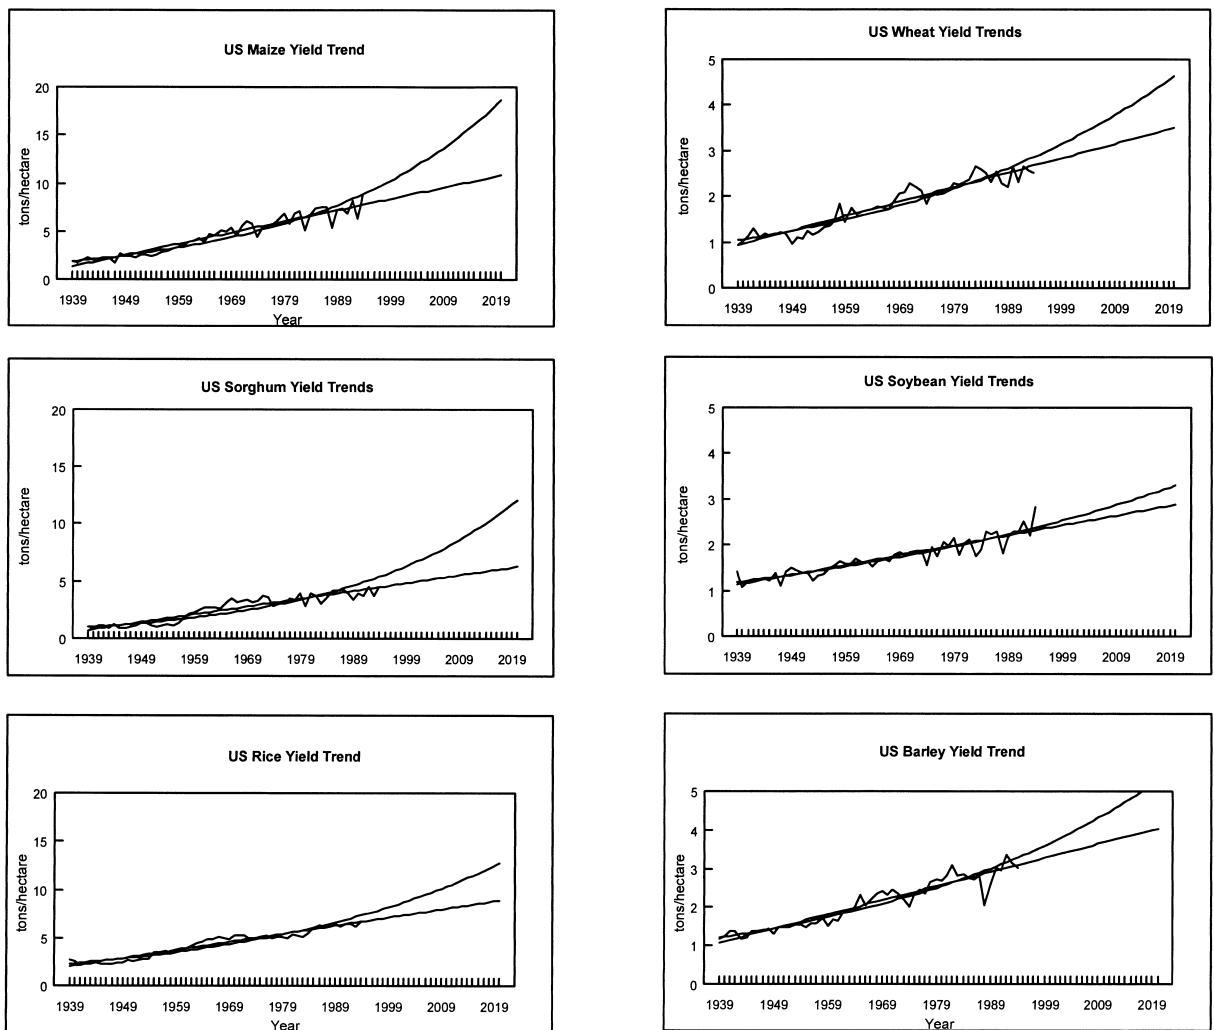 US Maize Yield Trend
20
15
10
5
0
tons/hectare
1939 1949 1959 1969 1979 1989 1999 2009 2019
Year
US Wheat Yield Trends
5
4
3
2
1
0
tons/hectare
1939 1949 1959 1969 1979 1989 1999 2009 2019
US Sorghum Yield Trends
20
15
10
5
0
tons/hectare
1939 1949 1959 1969 1979 1989 1999 2009 2019
US Soybean Yield Trends
5
4
3
2
1
0
tons/hectare
1939 1949 1959 1969 1979 1989 1999 2009 2019
US Rice Yield Trend
20
15
10
5
0
tons/hectare
1939 1949 1959 1969 1979 1989 1999 2009 2019
Year
US Barley Yield Trend
5
4
3
2
1
0
tons/hectare
1939 1949 1959 1969 1979 1989 1999 2009 2019
Year